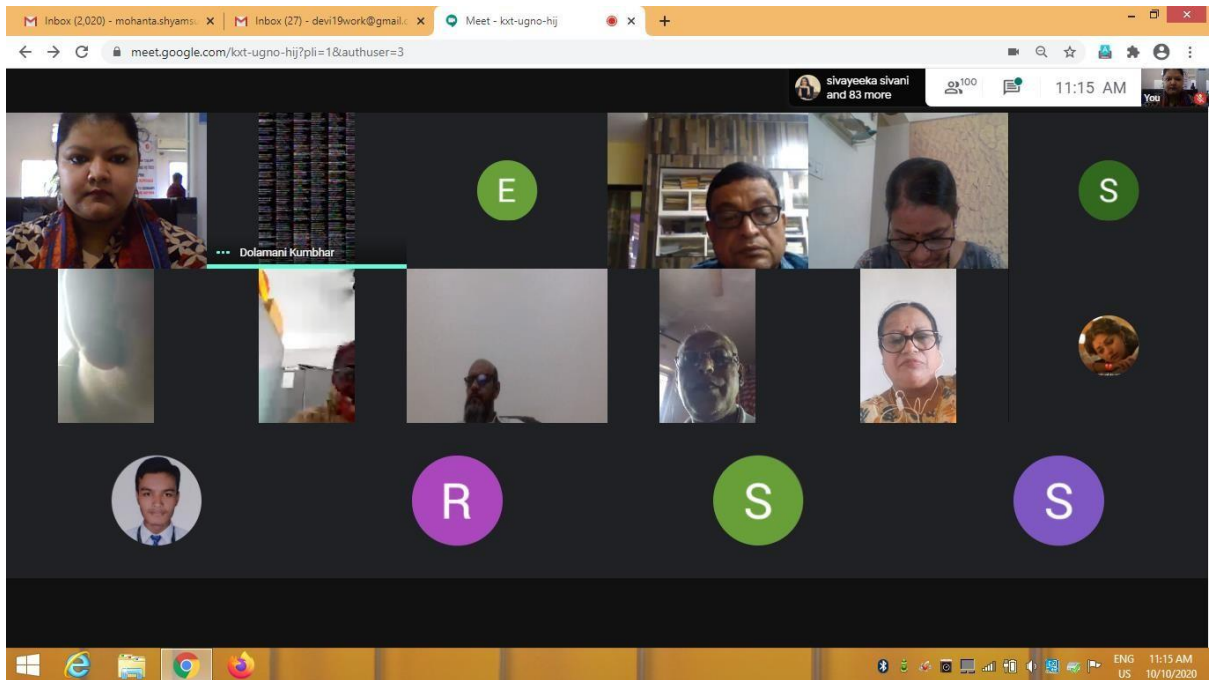 Inbox (2,020) - mohanta.shyamsu
Inbox (27) - devi19work@gmail.c
Meet - kxt-ugno-hij
meet.google.com/kxt-ugno-hij?pli=1&authuser=3
sivayeeka sivani
and 83 more
100
11:15 AM
You
E
S
Dolamani Kumbhar
R
S
S
ENG
US
11:15 AM
10/10/2020